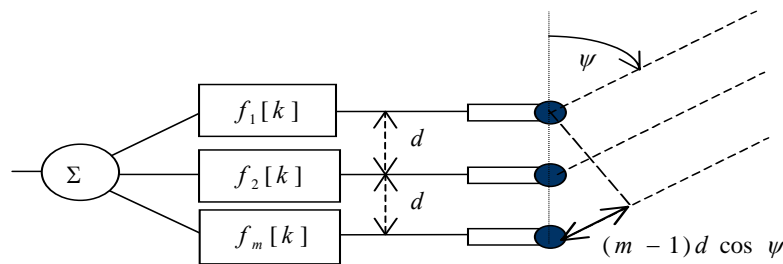 ψ
f₁[k]
d
Σ
f₂[k]
d
fₘ[k]
(m − 1)d cos ψ